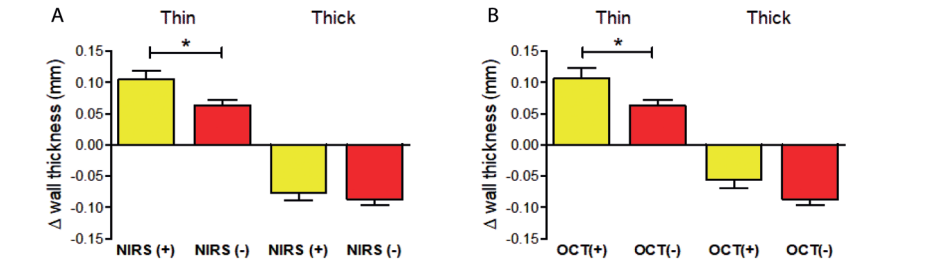 A
Thin
Thick
*
Δ wall thickness (mm)
0.15
0.10
0.05
0.00
-0.05
-0.10
-0.15
NIRS (+) NIRS (-) NIRS (+) NIRS (-)
B
Thin
Thick
*
Δ wall thickness (mm)
0.15
0.10
0.05
0.00
-0.05
-0.10
-0.15
OCT(+) OCT(-) OCT(+) OCT(-)